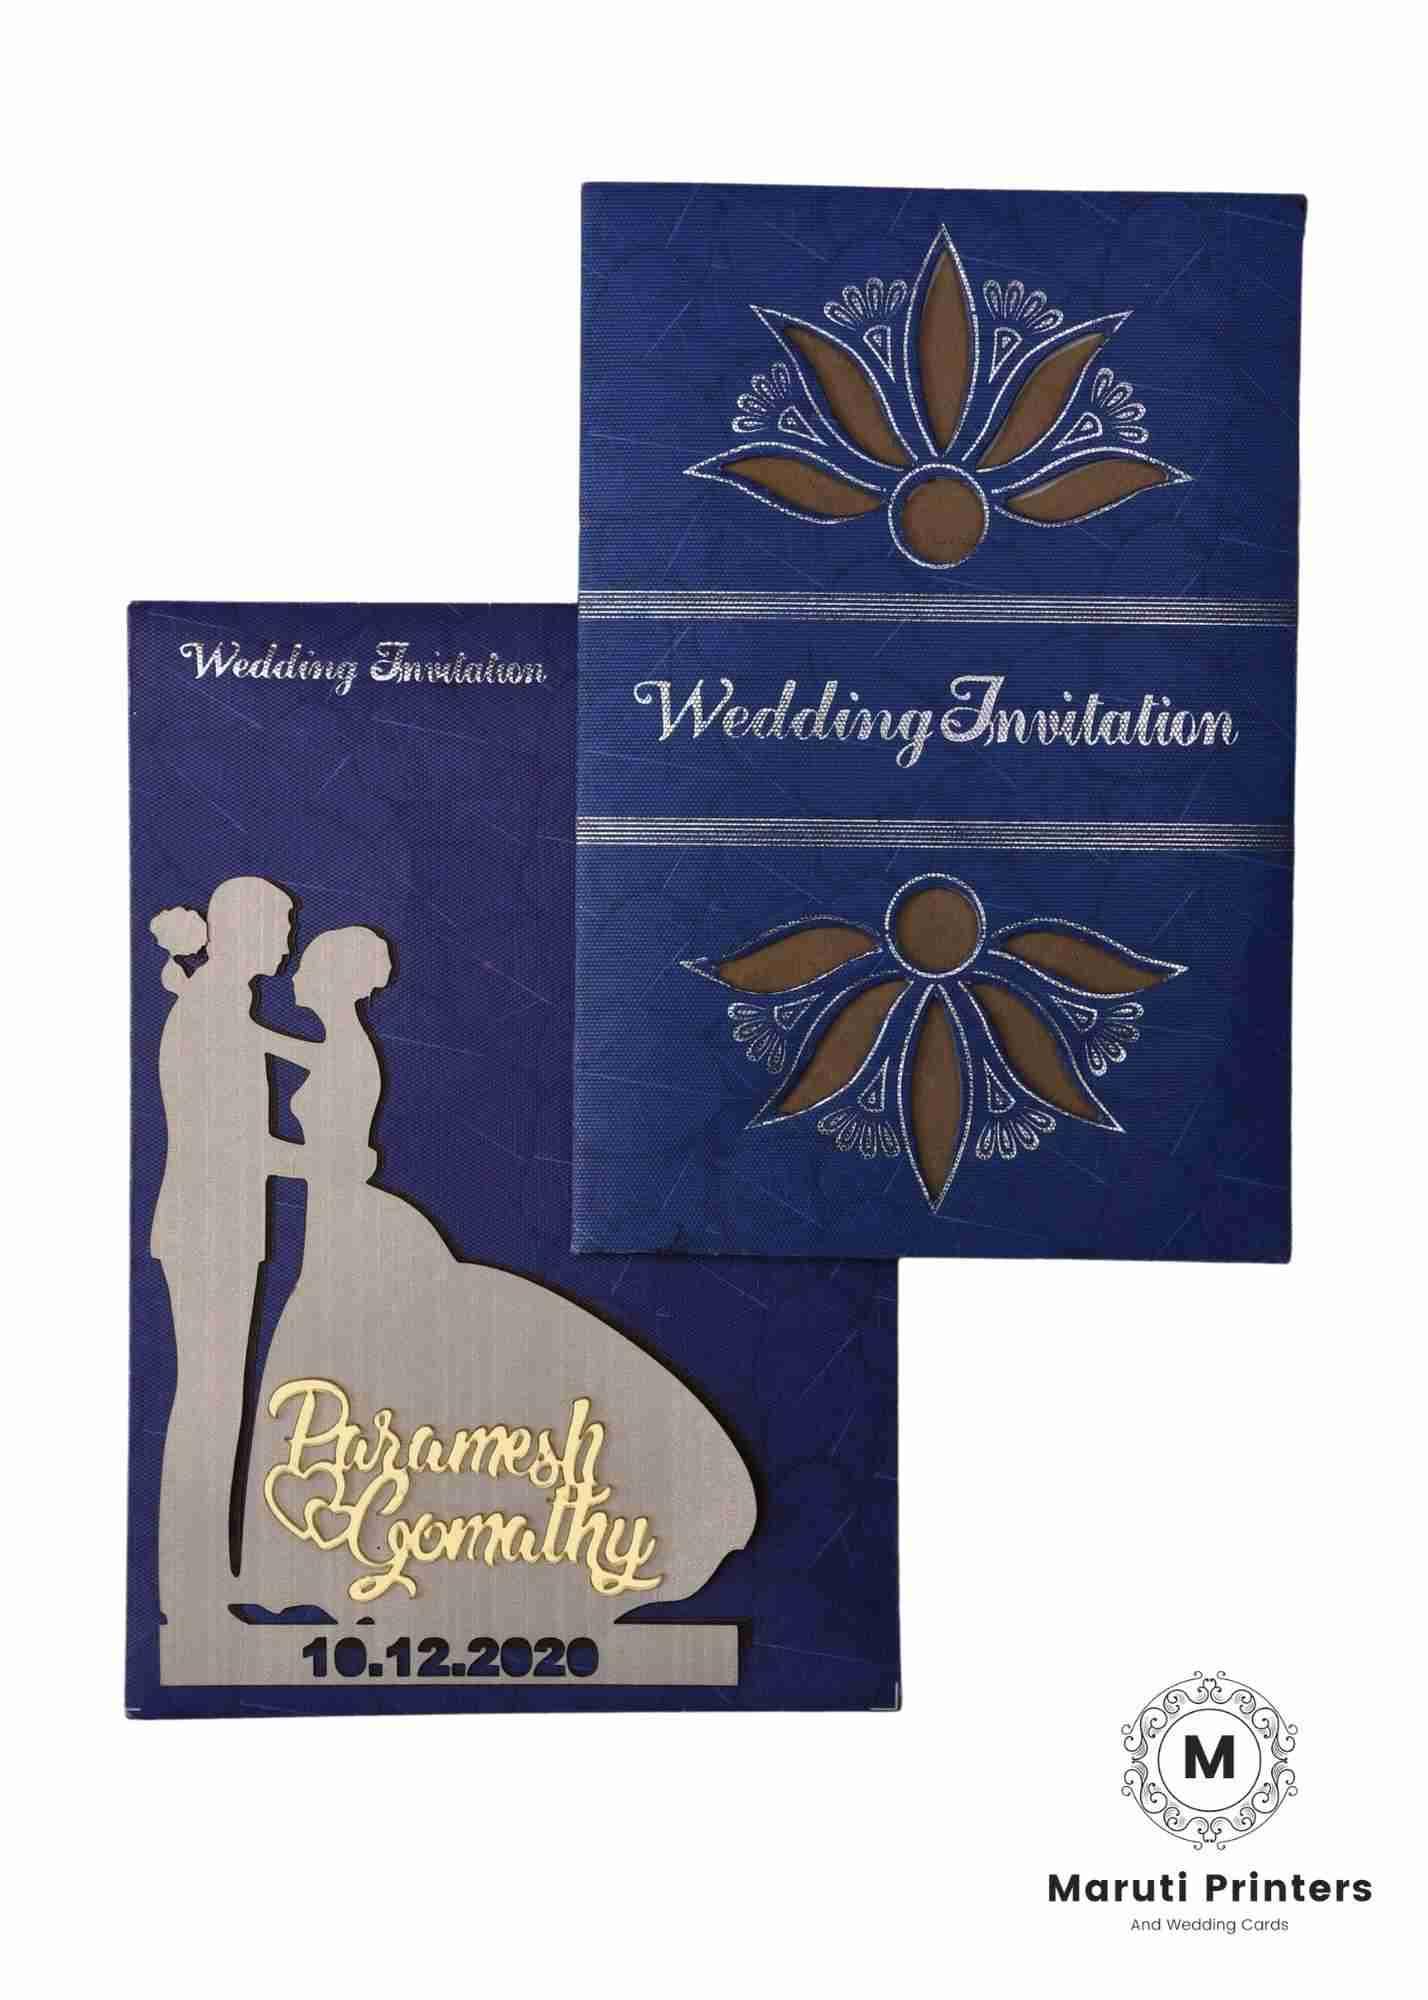 Wedding Invitation
Wedding Invitation
Paramesh
Gomathy
10.12.2020
M
Maruti Printers
And Wedding Cards